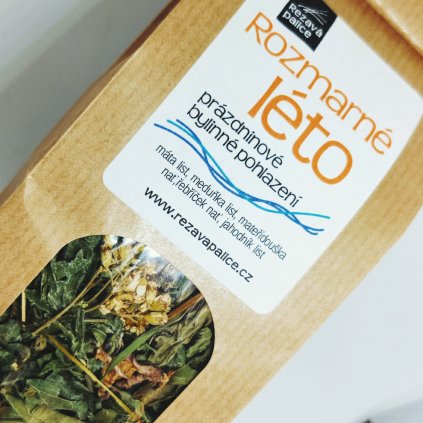 Rezavá
palice
Rozmarné
léto
prázdninové
bylinné pohlazení
máta list, meduňka list, mateřídouška
nať, řebříček nať, jahodník list
www.rezavapalice.cz